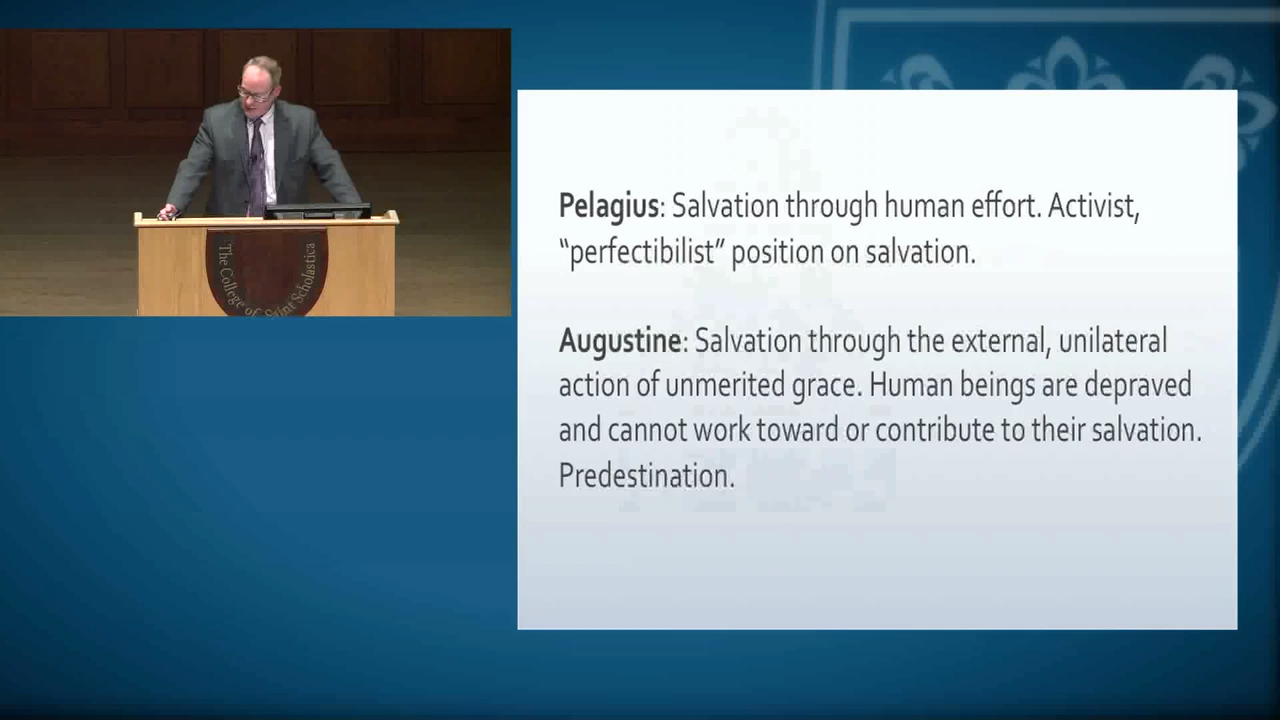 The College of Saint Scholastica
Pelagius: Salvation through human effort. Activist,
“perfectibilist” position on salvation.
Augustine: Salvation through the external, unilateral
action of unmerited grace. Human beings are depraved
and cannot work toward or contribute to their salvation.
Predestination.